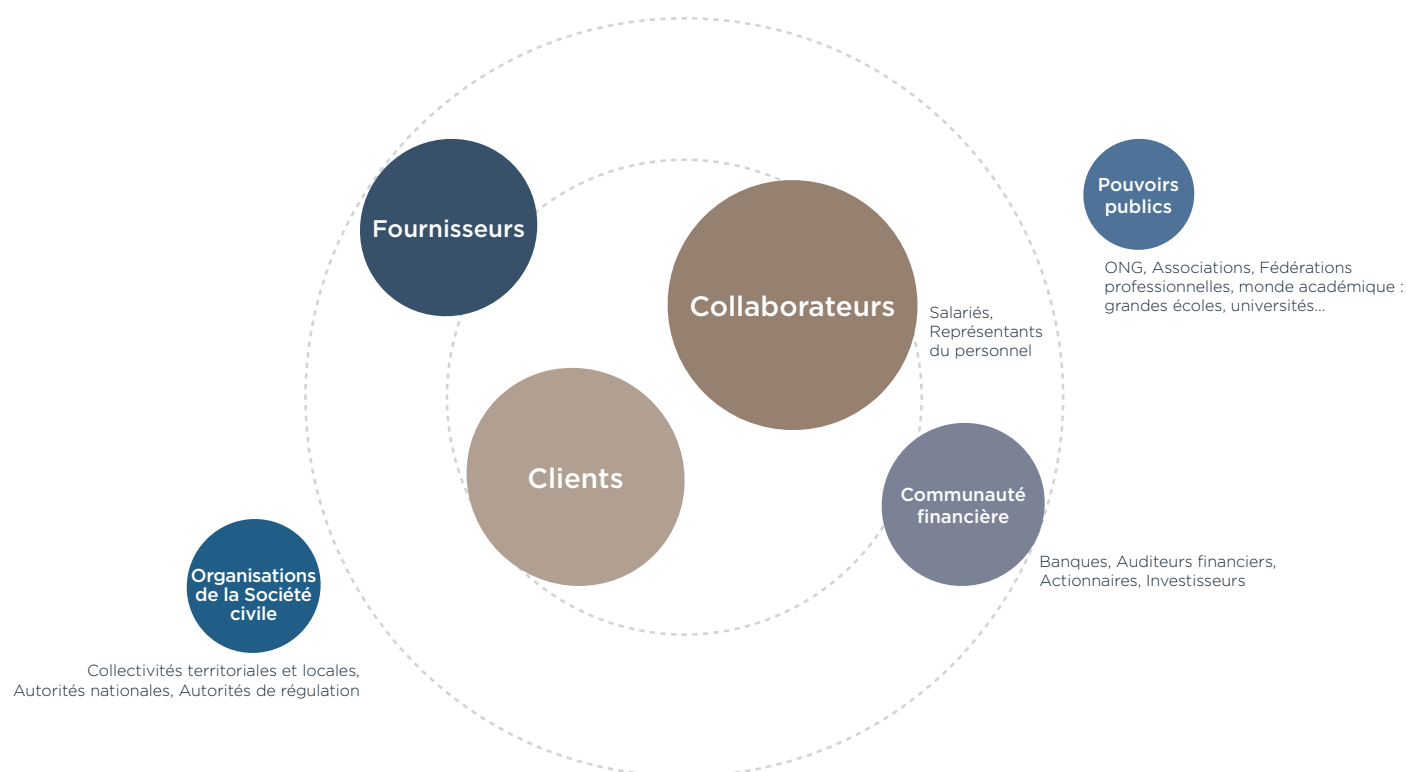 Pouvoirs
publics
ONG, Associations, Fédérations
professionnelles, monde académique :
grandes écoles, universités...
Fournisseurs
Collaborateurs
Salariés,
Représentants
du personnel
Clients
Communauté
financière
Banques, Auditeurs financiers,
Actionnaires, Investisseurs
Organisations
de la Société
civile
Collectivités territoriales et locales,
Autorités nationales, Autorités de régulation